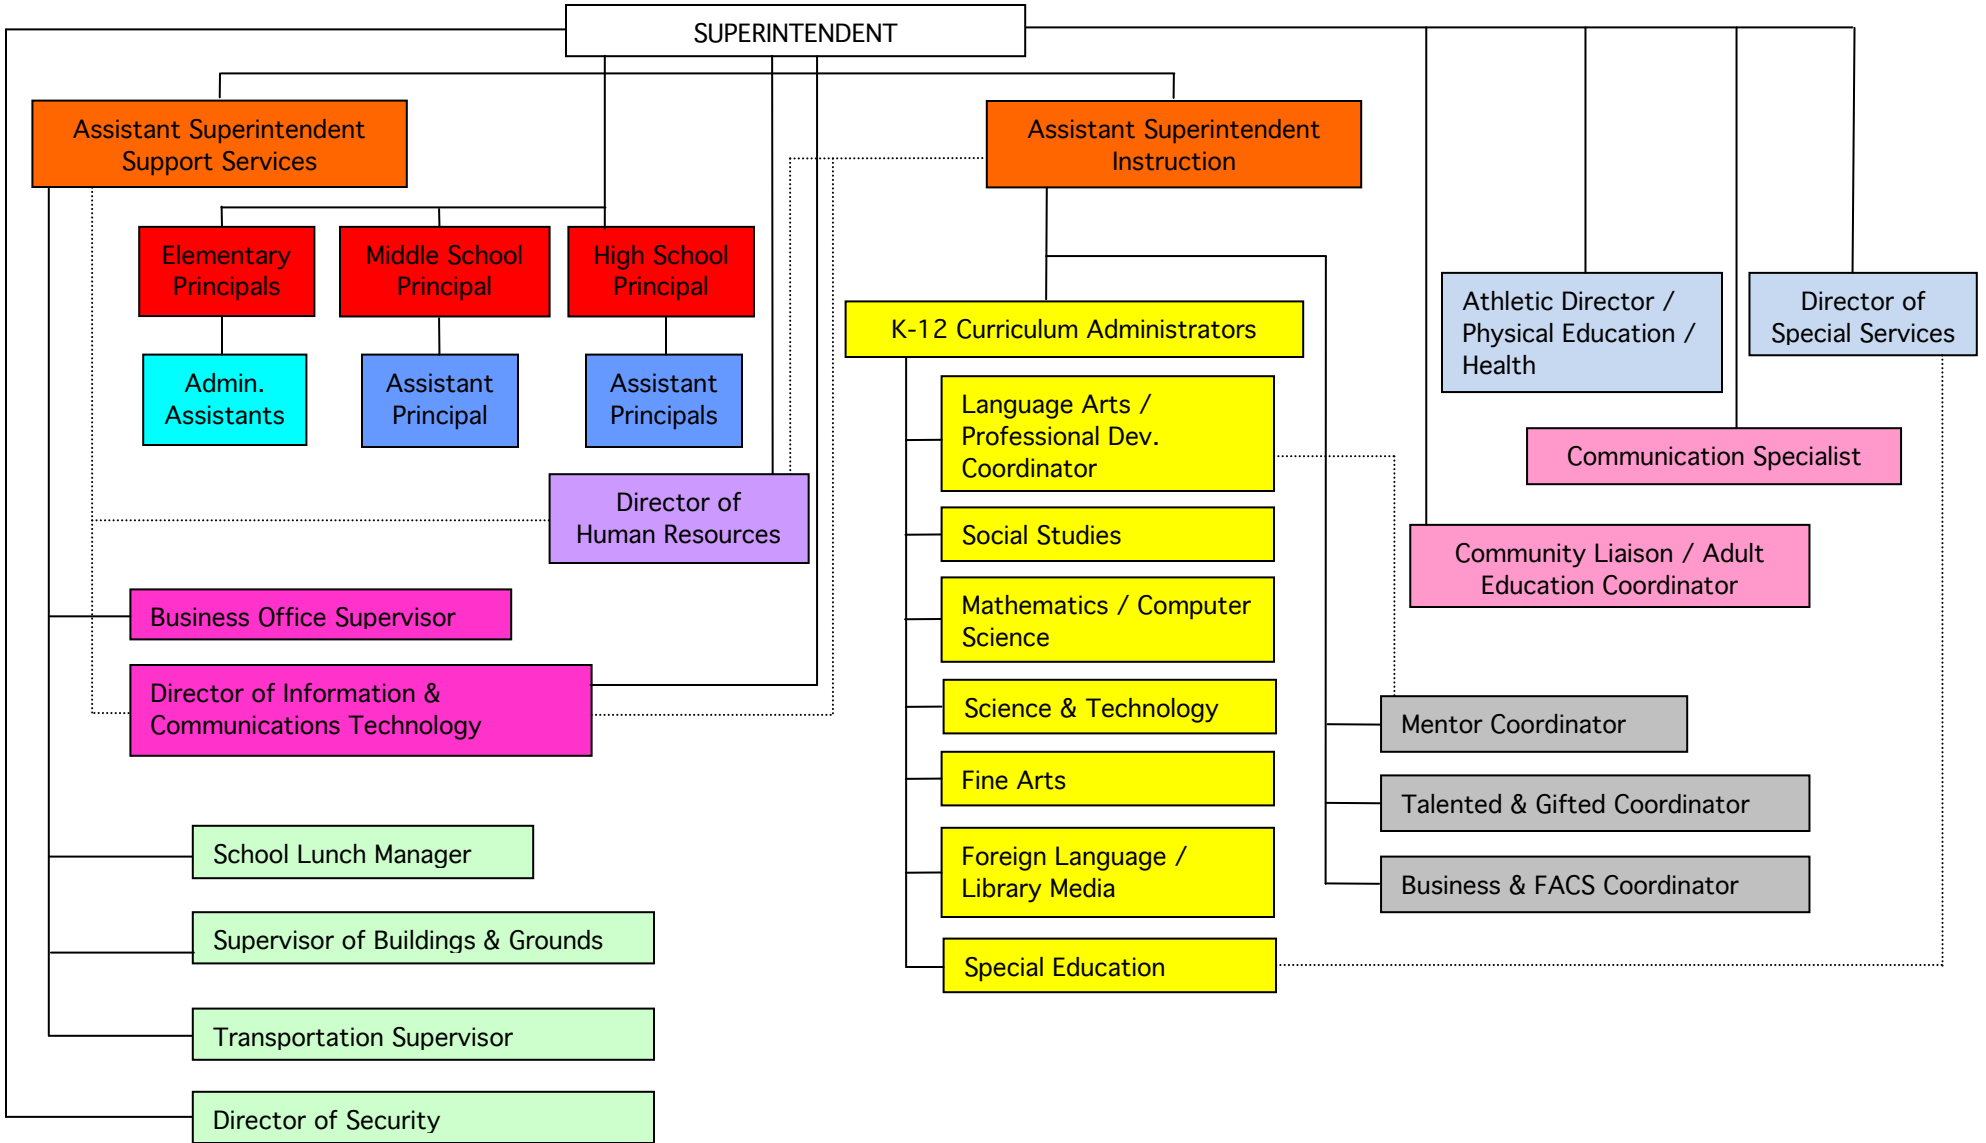 SUPERINTENDENT
Assistant Superintendent
Support Services
Assistant Superintendent
Instruction
Elementary
Principals
Middle School
Principal
High School
Principal
Admin.
Assistants
Assistant
Principal
Assistant
Principals
Director of
Human Resources
Business Office Supervisor
Director of Information &
Communications Technology
School Lunch Manager
Supervisor of Buildings & Grounds
Transportation Supervisor
Director of Security
K-12 Curriculum Administrators
Language Arts /
Professional Dev.
Coordinator
Social Studies
Mathematics / Computer
Science
Science & Technology
Fine Arts
Foreign Language /
Library Media
Special Education
Athletic Director /
Physical Education /
Health
Director of
Special Services
Communication Specialist
Community Liaison / Adult
Education Coordinator
Mentor Coordinator
Talented & Gifted Coordinator
Business & FACS Coordinator